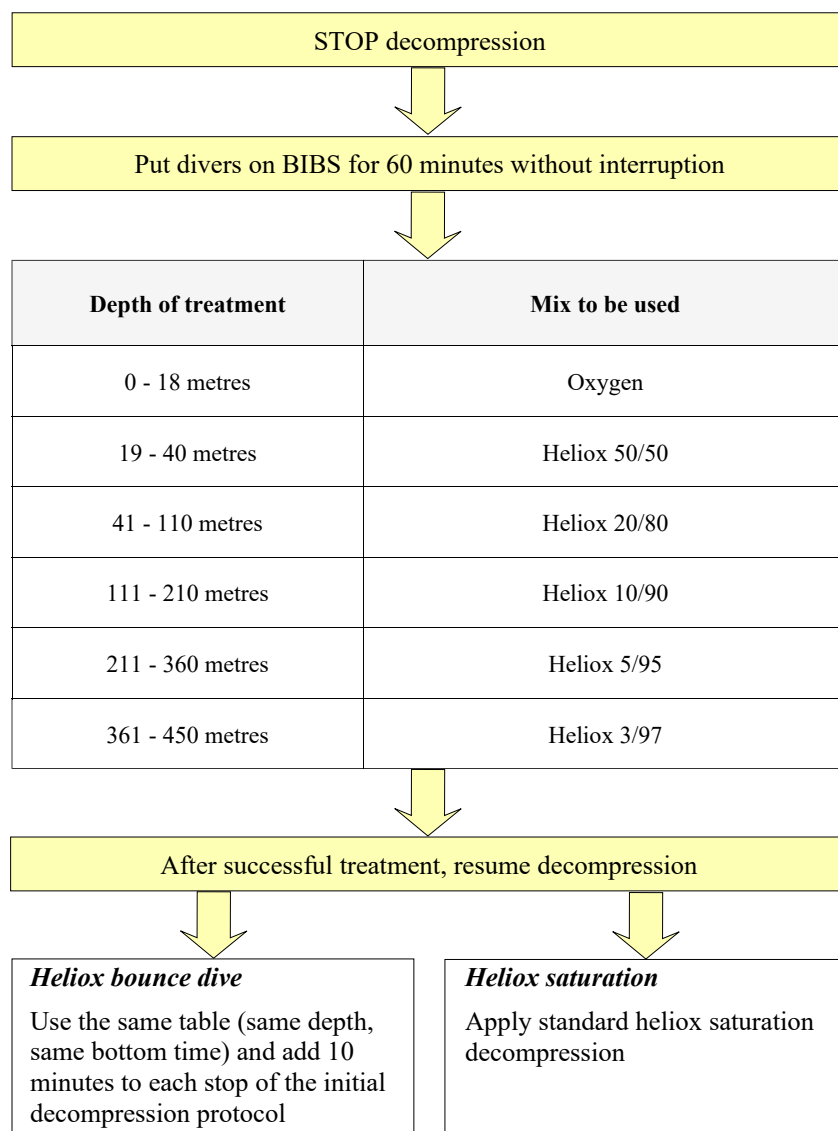 STOP decompression
Put divers on BIBS for 60 minutes without interruption
Depth of treatment
Mix to be used
0 - 18 metres
Oxygen
19 - 40 metres
Heliox 50/50
41 - 110 metres
Heliox 20/80
111 - 210 metres
Heliox 10/90
211 - 360 metres
Heliox 5/95
361 - 450 metres
Heliox 3/97
After successful treatment, resume decompression
Heliox bounce dive
Use the same table (same depth,
same bottom time) and add 10
minutes to each stop of the initial
decompression protocol
Heliox saturation
Apply standard heliox saturation
decompression